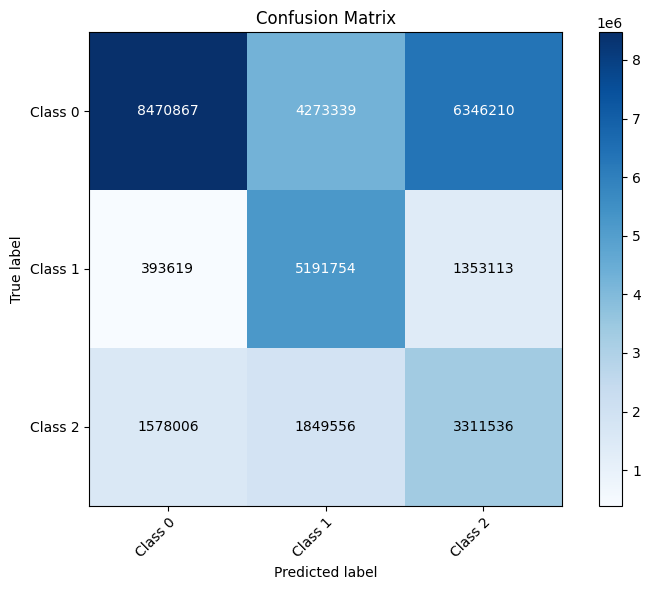 Confusion Matrix
1e6
Class 0 8470867 4273339 6346210
Class 1 393619 5191754 1353113
Class 2 1578006 1849556 3311536
True label
Class 0 Class 1 Class 2
Predicted label
8
7
6
5
4
3
2
1